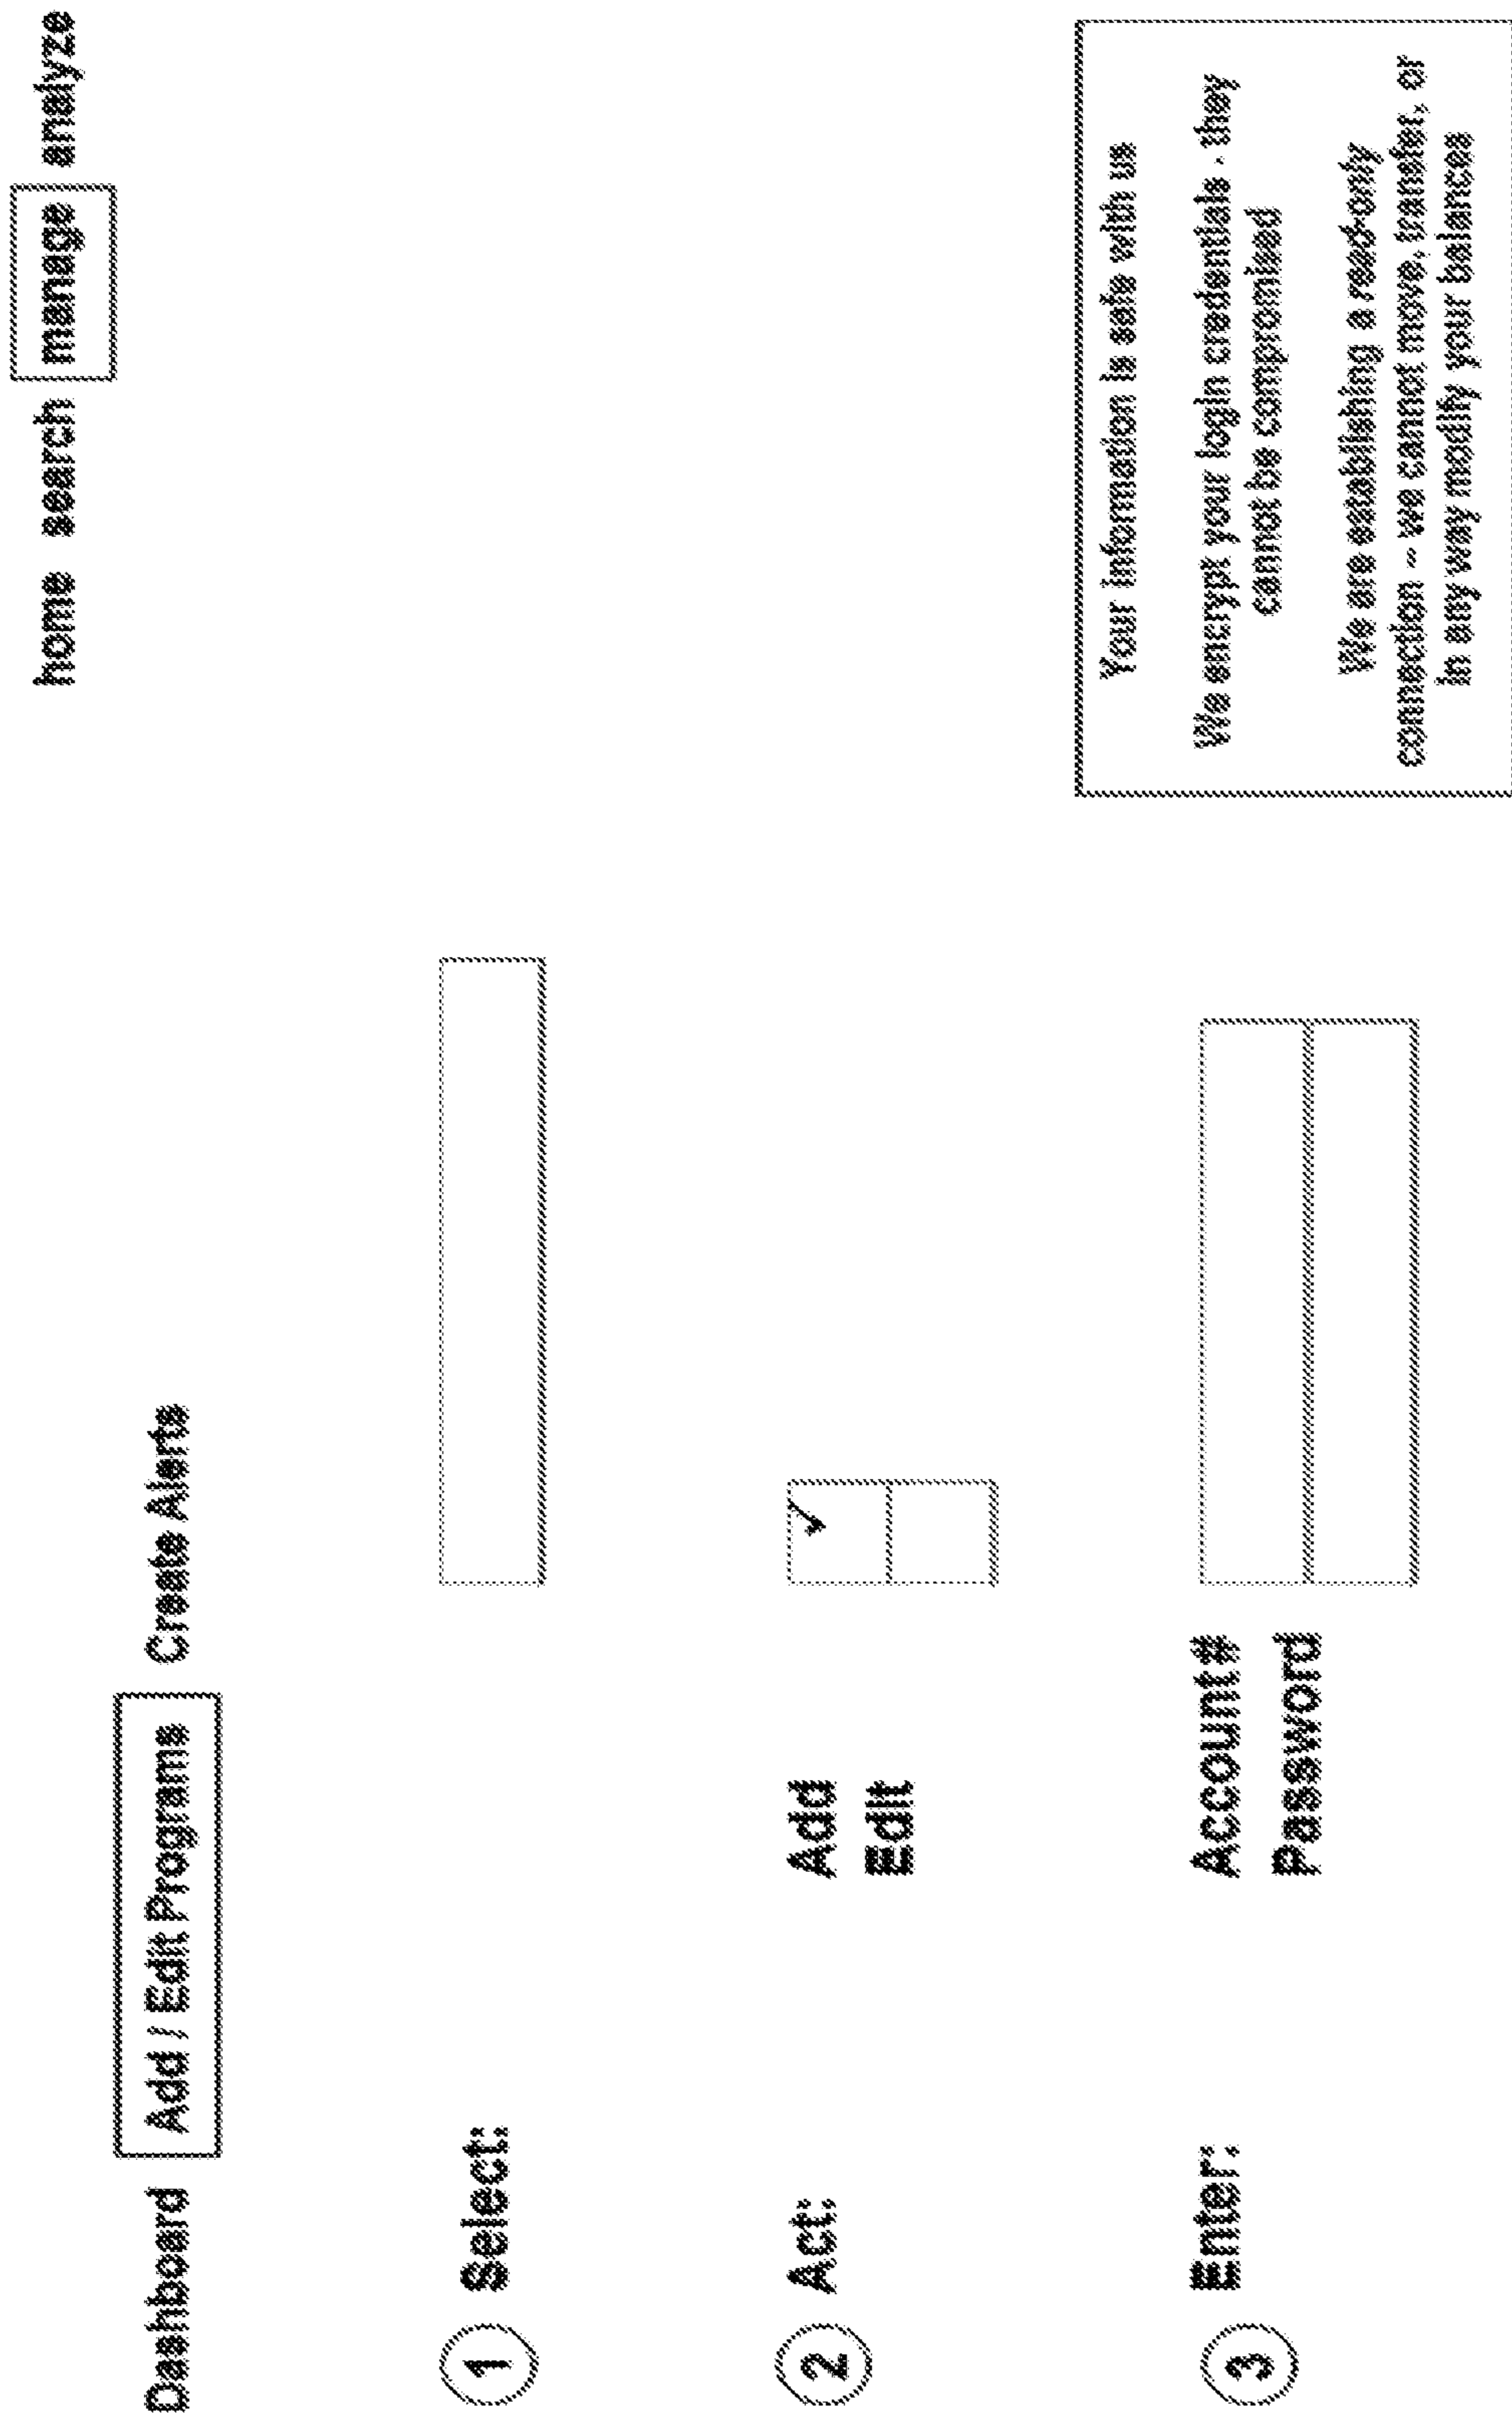 home search manage analyze
Dashboard Add / Edit Programs Create Alerts
1 Select:
2 Act: Add
Edit
3 Enter: Account#
Password
Your information is safe with us
We encrypt your login credentials - they
cannot be compromised
We are establishing a read-only
connection – we cannot move, transfer, or
in any way modify your balances